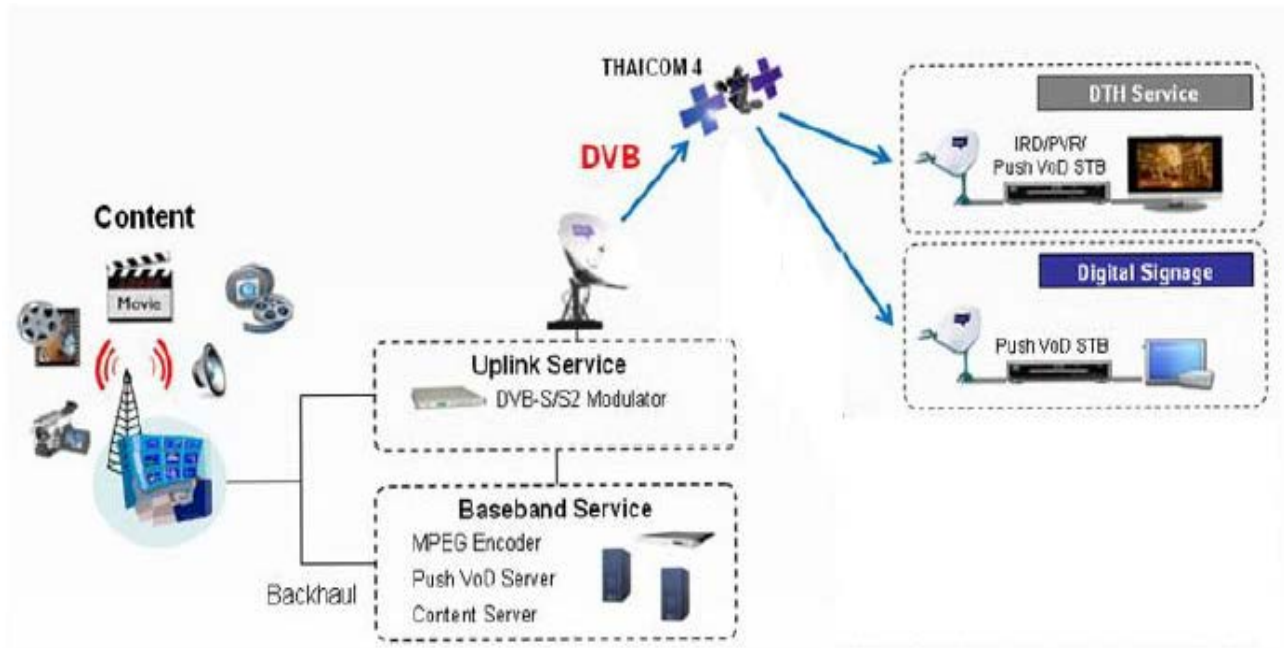 THAICOM 4
DVB
DTH Service
IRD/PVR/
Push VoD STB
Digital Signage
Push VoD STB
Content
Movie
Uplink Service
DVB-S/S2 Modulator
Baseband Service
MPEG Encoder
Push VoD Server
Content Server
Backhaul